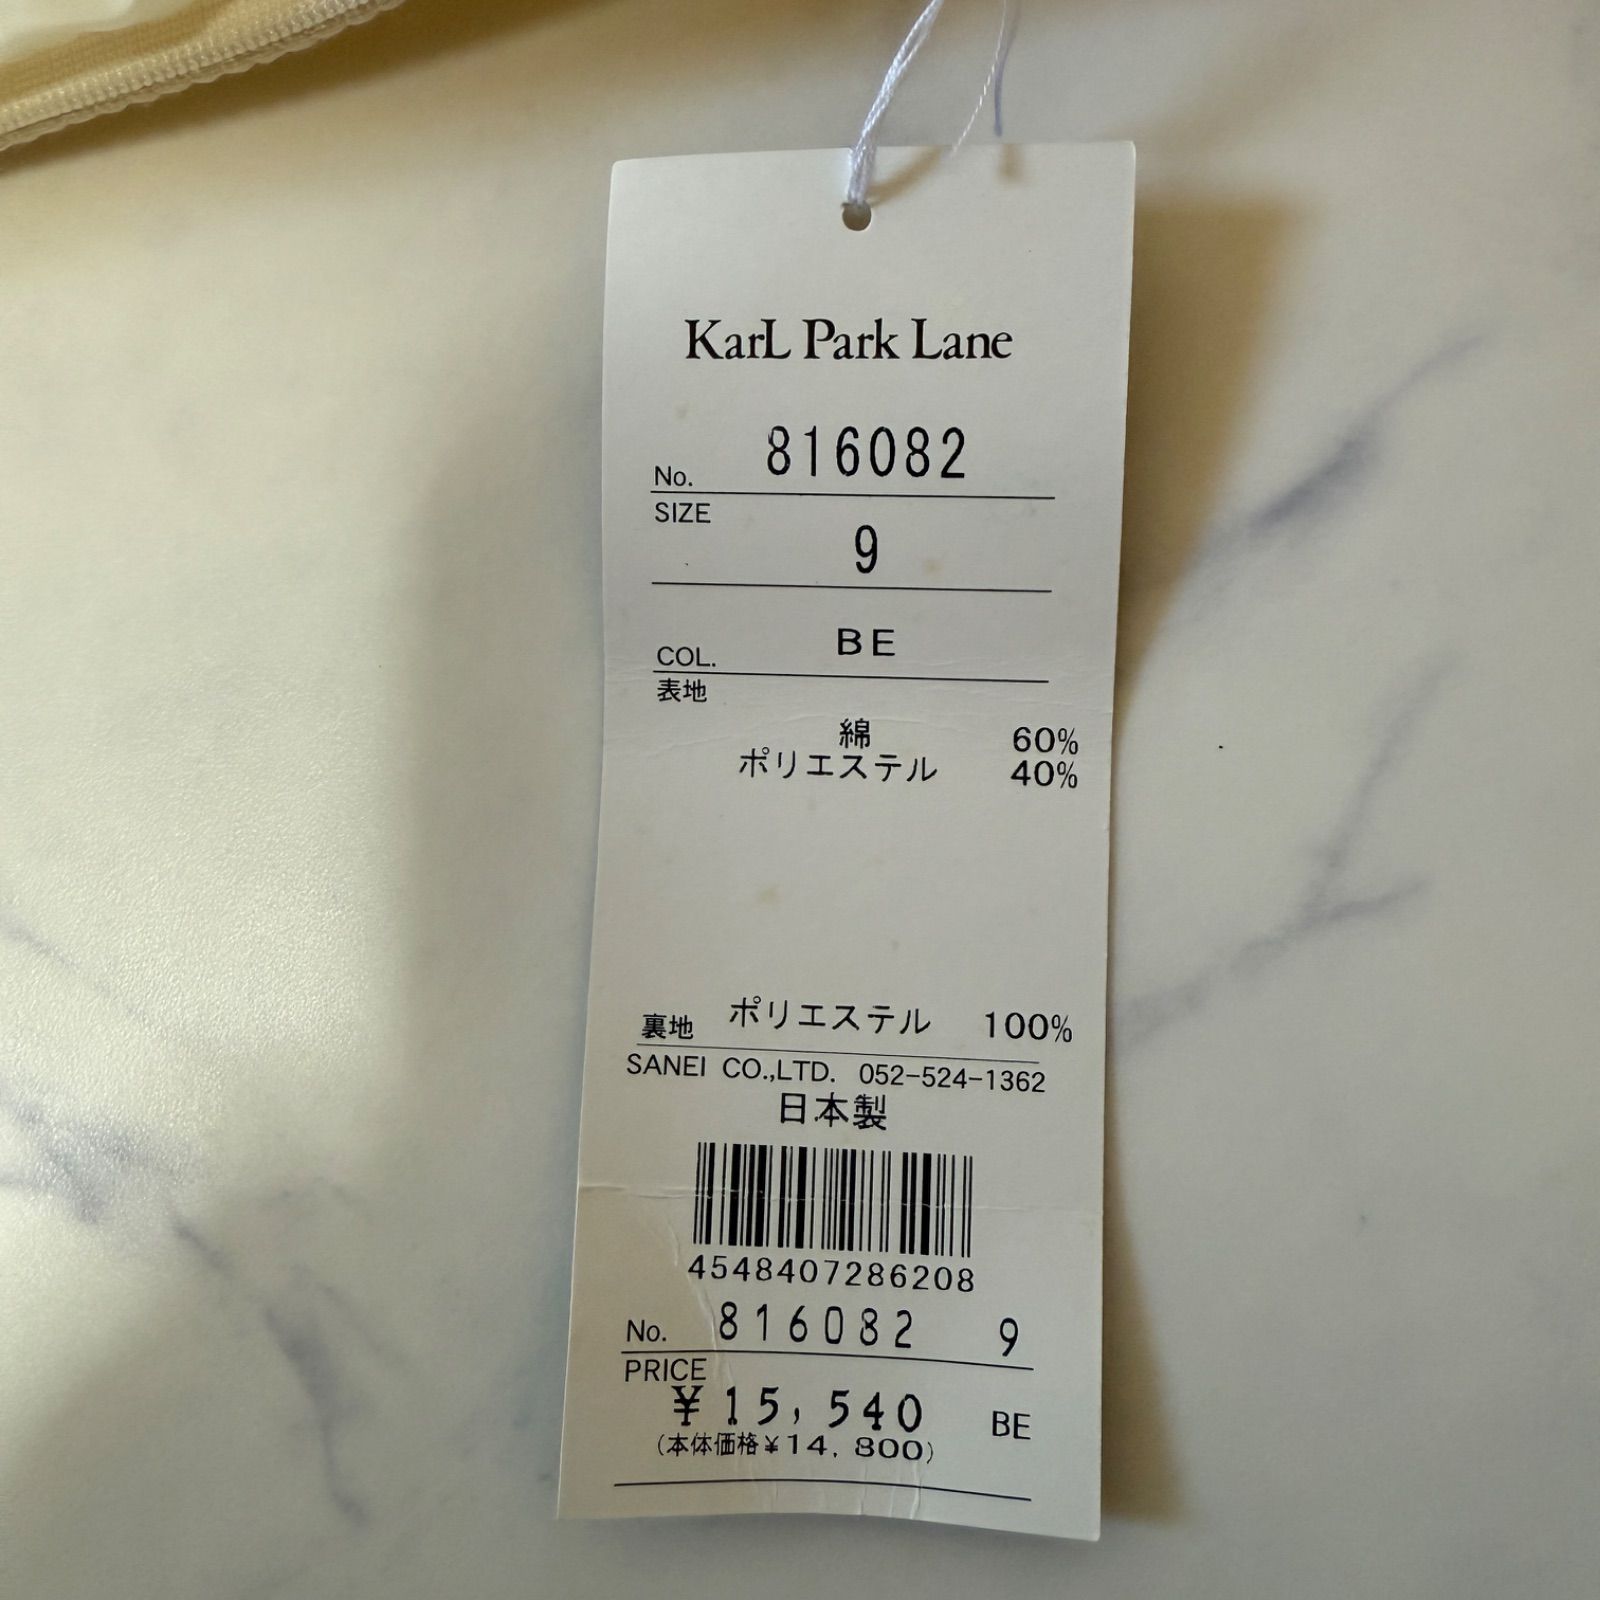 KarL Park Lane
No. 816082
SIZE
9
COL. BE
表地
綿 60%
ポリエステル 40%
裏地 ポリエステル 100%
SANEI CO.,LTD. 052-524-1362
日本製
4548407286208
No. 816082 9
PRICE
¥15,540 BE
(本体価格¥14,800)